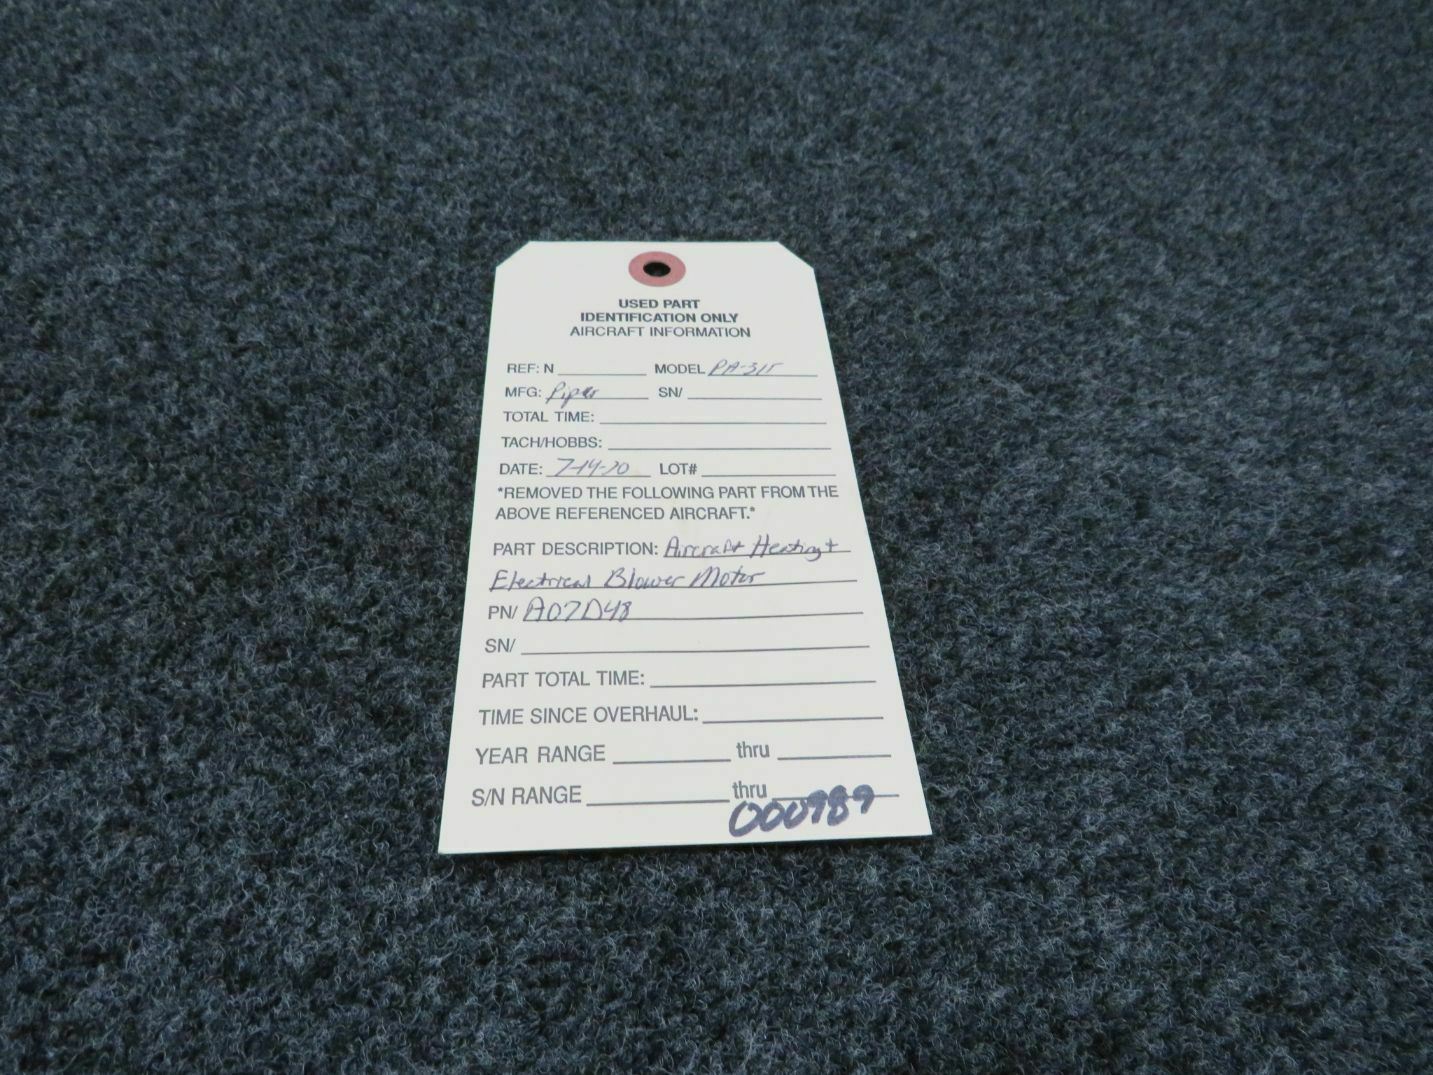 USED PART
IDENTIFICATION ONLY
AIRCRAFT INFORMATION
REF: N MODEL PA-31T
MFG: Piper SN/
TOTAL TIME:
TACH/HOBBS:
DATE: 7-14-20 LOT#
*REMOVED THE FOLLOWING PART FROM THE
ABOVE REFERENCED AIRCRAFT.*
PART DESCRIPTION: Aircraft Heating +
Electrical Blower Motor
PN/ A07D48
SN/
PART TOTAL TIME:
TIME SINCE OVERHAUL:
YEAR RANGE thru
S/N RANGE thru
000989